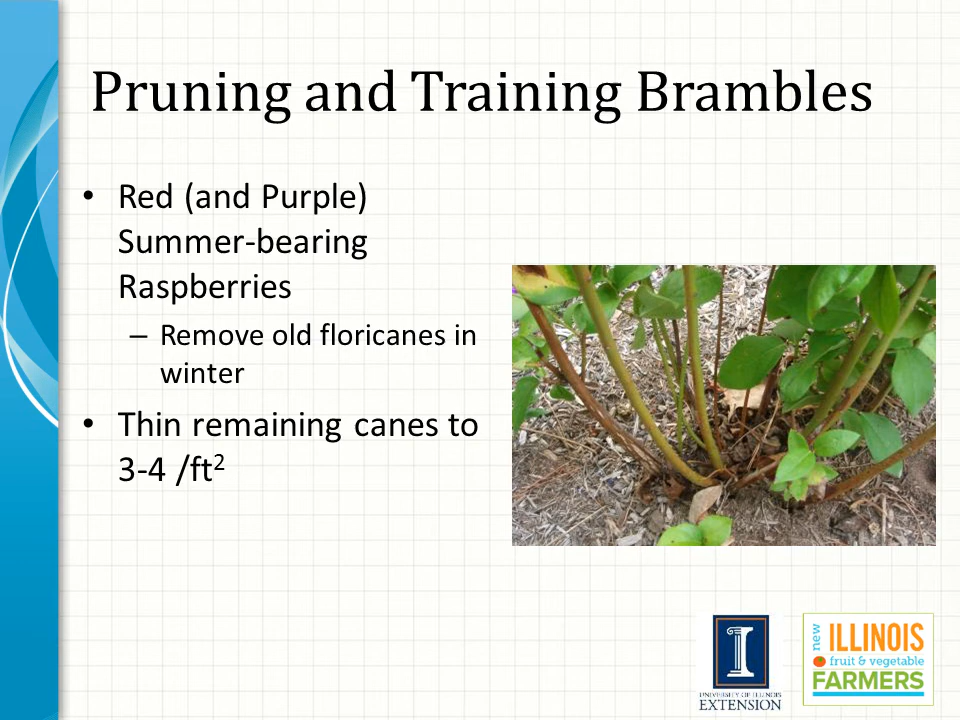 Pruning and Training Brambles
• Red (and Purple)
Summer-bearing
Raspberries
– Remove old floricanes in
winter
• Thin remaining canes to
3-4 /ft²
I
UNIVERSITY OF ILLINOIS
EXTENSION
new
ILLINOIS
fruit & vegetable
FARMERS